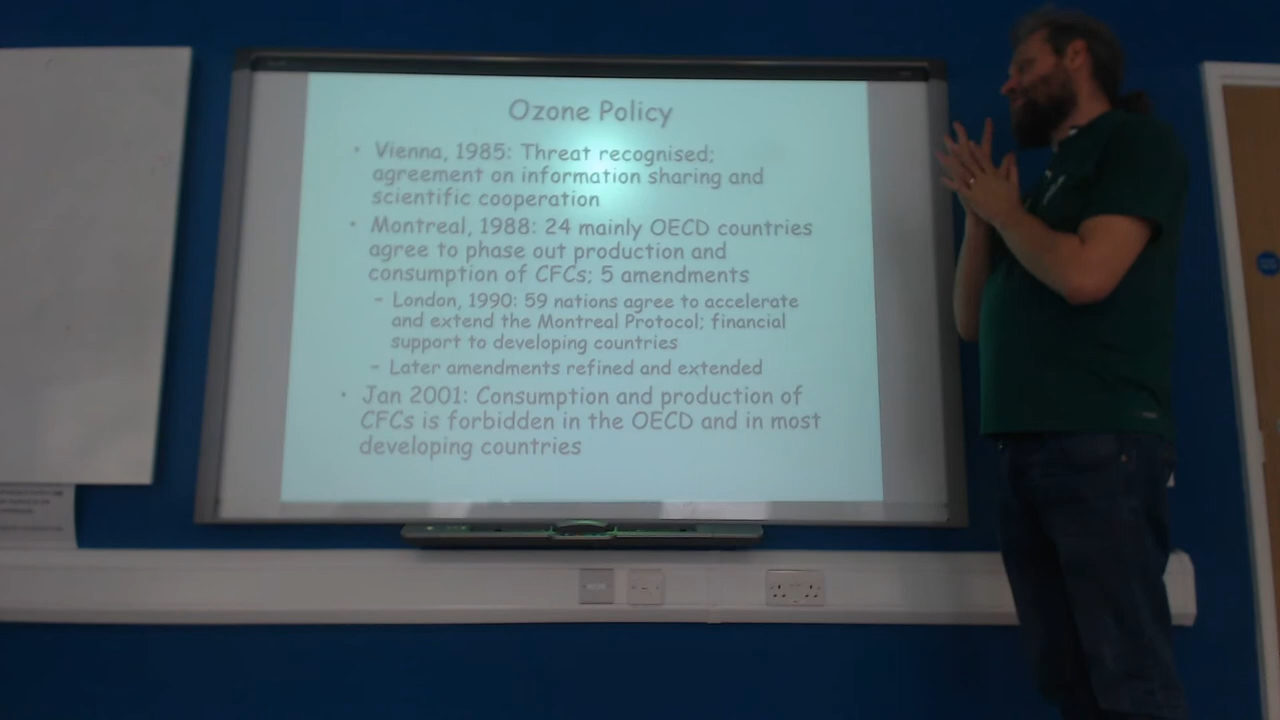 Ozone Policy
• Vienna, 1985: Threat recognised;
agreement on information sharing and
scientific cooperation
• Montreal, 1988: 24 mainly OECD countries
agree to phase out production and
consumption of CFCs; 5 amendments
– London, 1990: 59 nations agree to accelerate
and extend the Montreal Protocol; financial
support to developing countries
– Later amendments refined and extended
• Jan 2001: Consumption and production of
CFCs is forbidden in the OECD and in most
developing countries